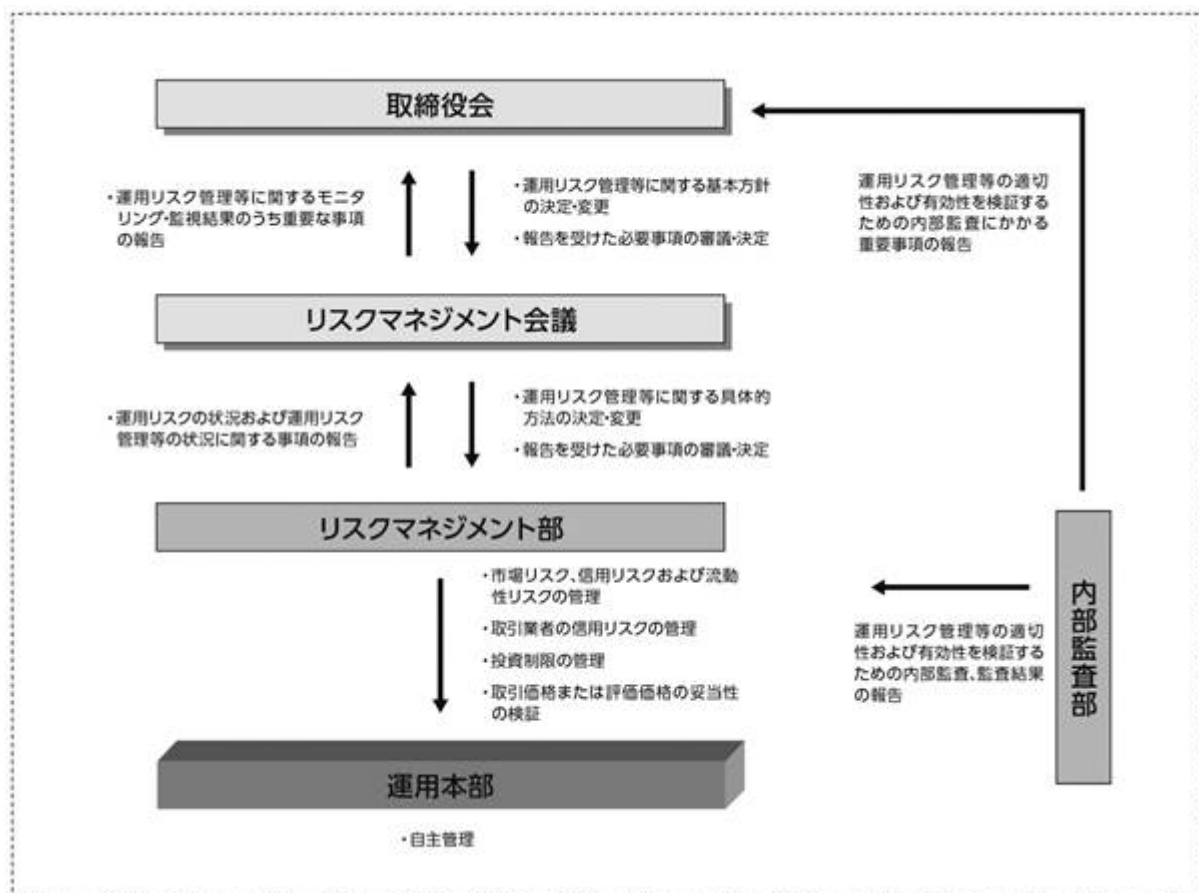 取締役会
・運用リスク管理等に関するモニタ
リング・監視結果のうち重要な事項
の報告
・運用リスク管理等に関する基本方針
の決定・変更
・報告を受けた必要事項の審議・決定
運用リスク管理等の適切
性および有効性を検証する
ための内部監査にかかる
重要事項の報告
リスクマネジメント会議
・運用リスクの状況および運用リスク
管理等の状況に関する事項の報告
・運用リスク管理等に関する具体的
方法の決定・変更
・報告を受けた必要事項の審議・決定
リスクマネジメント部
・市場リスク、信用リスクおよび流動
性リスクの管理
・取引業者の信用リスクの管理
・投資制限の管理
・取引価格または評価価格の妥当性
の検証
運用リスク管理等の適切
性および有効性を検証する
ための内部監査、監査結果
の報告
内部監査部
運用本部
・自主管理